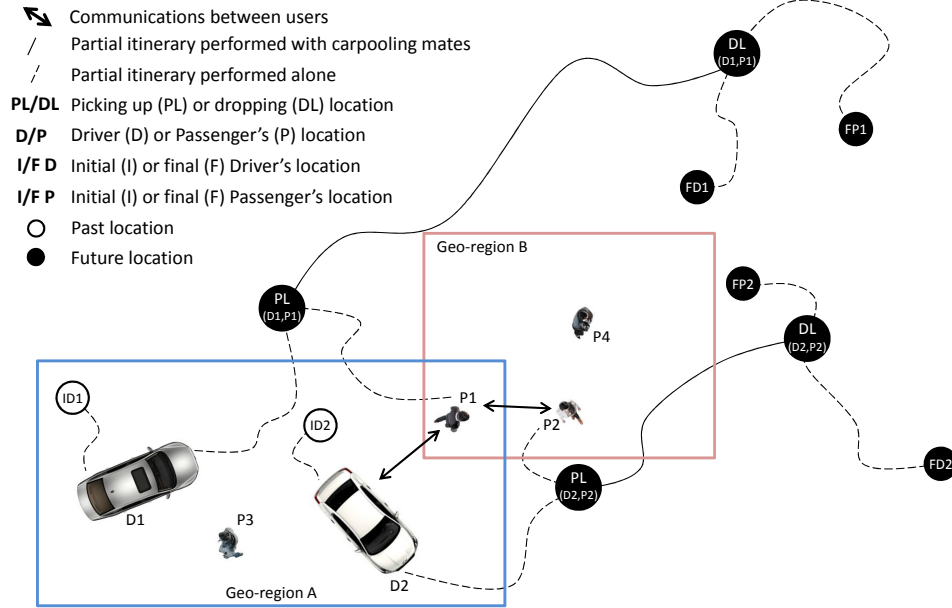 Communications between users
Partial itinerary performed with carpooling mates
Partial itinerary performed alone
PL/DL Picking up (PL) or dropping (DL) location
D/P Driver (D) or Passenger's (P) location
I/F D Initial (I) or final (F) Driver's location
I/F P Initial (I) or final (F) Passenger's location
Past location
Future location
DL
(D1,P1)
FP1
FD1
Geo-region B
PL
(D1,P1)
FP2
DL
(D2,P2)
P4
ID1
P1
ID2
P2
FD2
PL
(D2,P2)
D1
P3
D2
Geo-region A